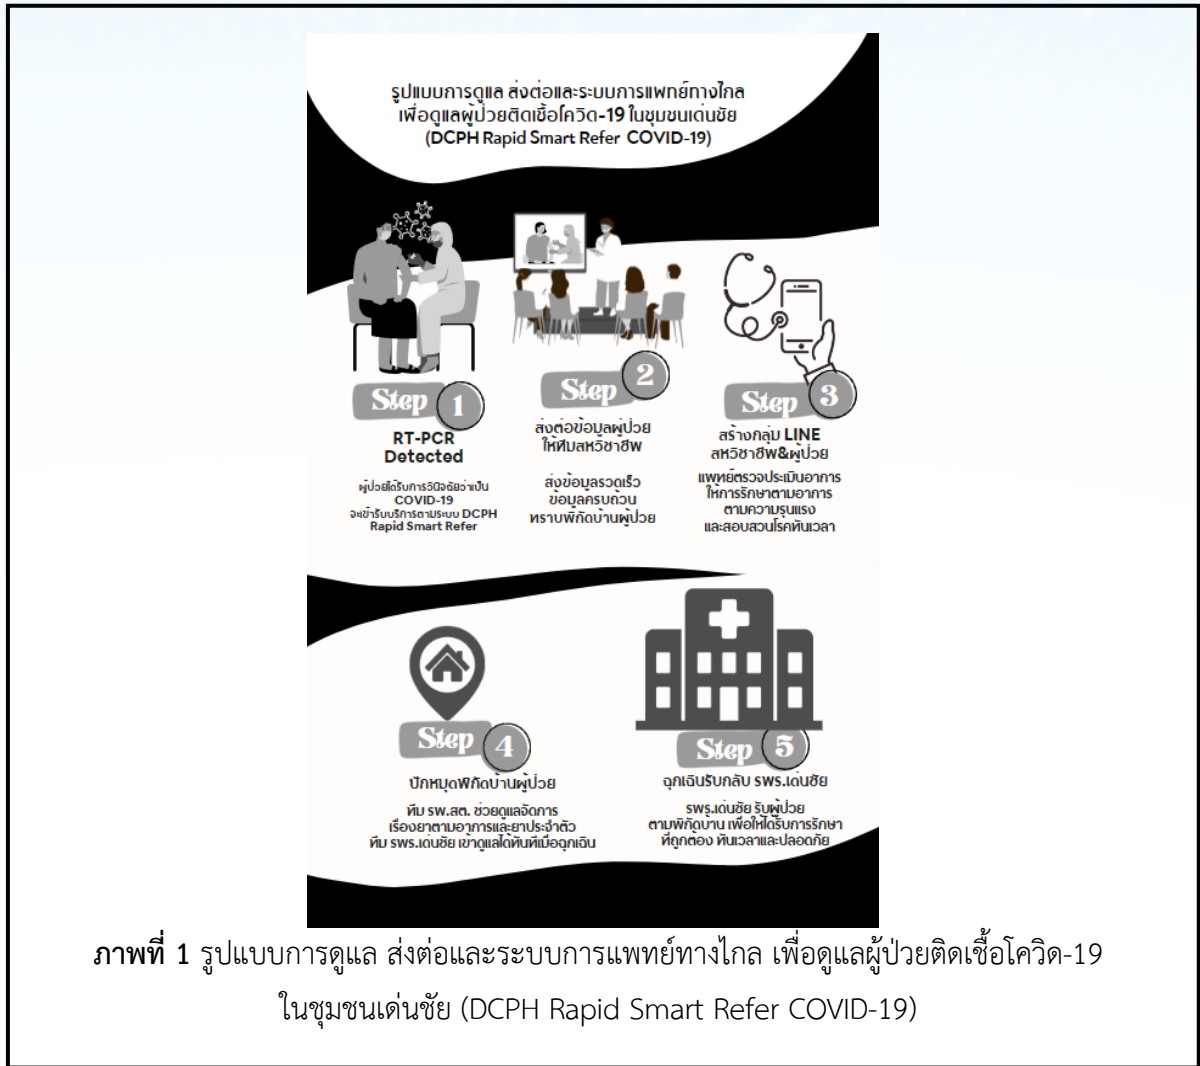 รูปแบบการดูแล ส่งต่อและระบบการแพทย์ทางไกล
เพื่อดูแลผู้ป่วยติดเชื้อโควิด-19 ในชุมชนเด่นชัย
(DCPH Rapid Smart Refer COVID-19)
Step 1
RT-PCR
Detected
ผู้ป่วยได้รับการวินิจฉัยว่าเป็น
COVID-19
จะเข้ารับบริการตามระบบ DCPH
Rapid Smart Refer
Step 2
ส่งต่อข้อมูลผู้ป่วย
ให้ทีมสหวิชาชีพ
ส่งข้อมูลรวดเร็ว
ข้อมูลครบถ้วน
ทราบพิกัดบ้านผู้ป่วย
Step 3
สร้างกลุ่ม LINE
สหวิชาชีพ&ผู้ป่วย
แพทย์ตรวจประเมินอาการ
ให้การรักษาตามอาการ
ตามความรุนแรง
และสอบสวนโรคทันเวลา
Step 4
ปักหมุดพิกัดบ้านผู้ป่วย
ทีม รพ.สต. ช่วยดูแลจัดการ
เรื่องยาตามอาการและยาประจำตัว
ทีม รพร.เด่นชัย เข้าดูแลได้ทันทีเมื่อฉุกเฉิน
Step 5
ฉุกเฉินรับกลับ รพร.เด่นชัย
รพร.เด่นชัย รับผู้ป่วย
ตามพิกัดบ้าน เพื่อให้ได้รับการรักษา
ที่ถูกต้อง ทันเวลาและปลอดภัย
ภาพที่ 1 รูปแบบการดูแล ส่งต่อและระบบการแพทย์ทางไกล เพื่อดูแลผู้ป่วยติดเชื้อโควิด-19
ในชุมชนเด่นชัย (DCPH Rapid Smart Refer COVID-19)